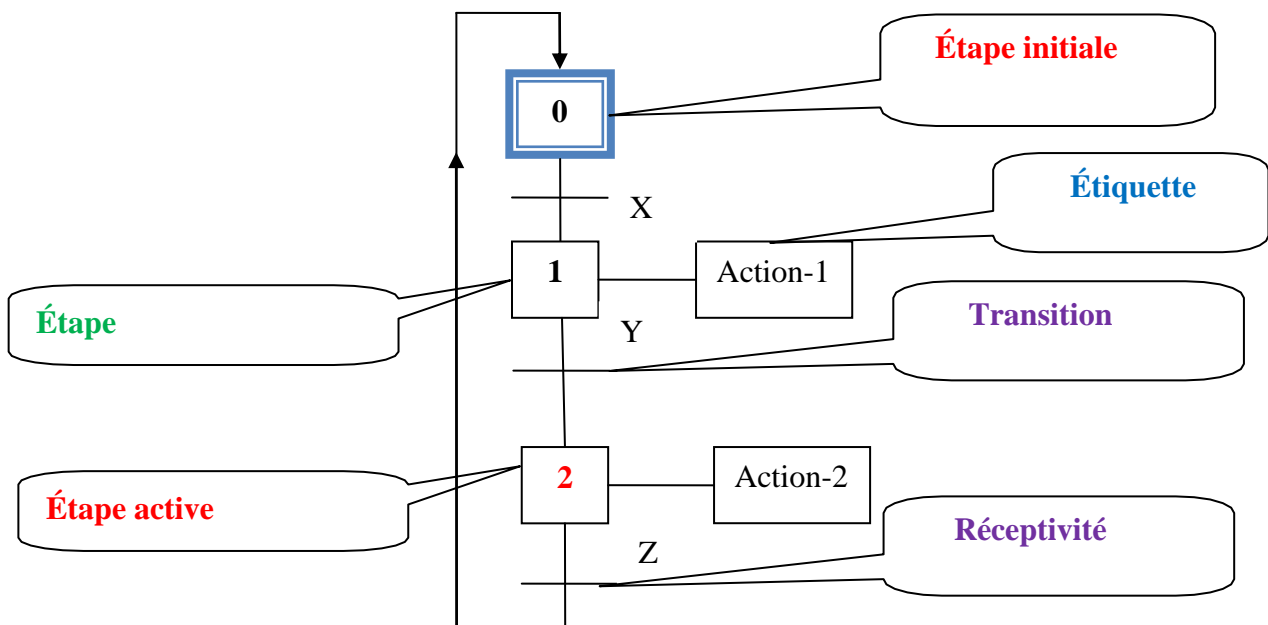 Étape initiale
0
Étiquette
X
1
Action-1
Étape
Transition
Y
2
Action-2
Étape active
Réceptivité
Z